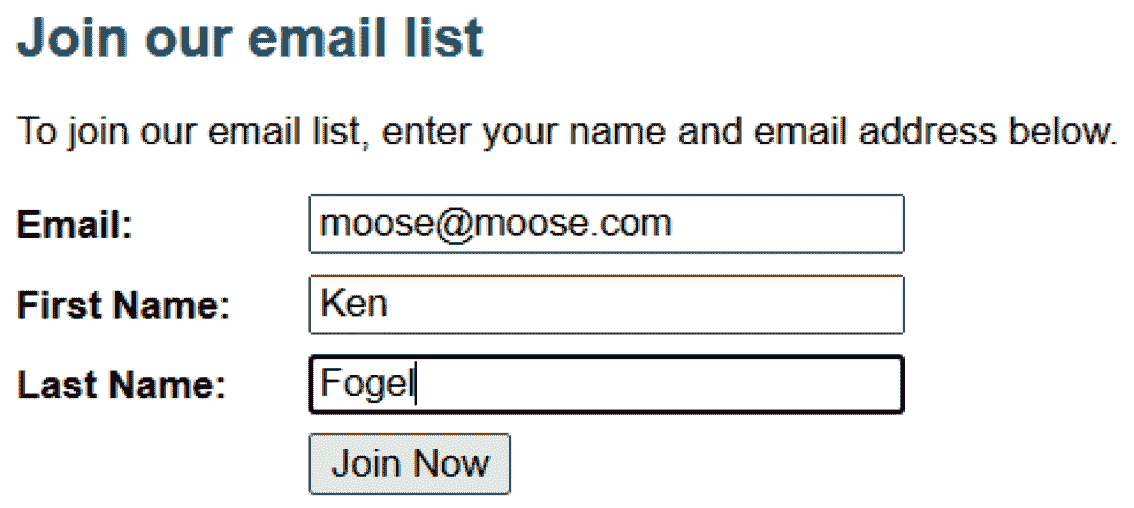 Join our email list
To join our email list, enter your name and email address below.
Email: moose@moose.com
First Name: Ken
Last Name: Fogel
Join Now